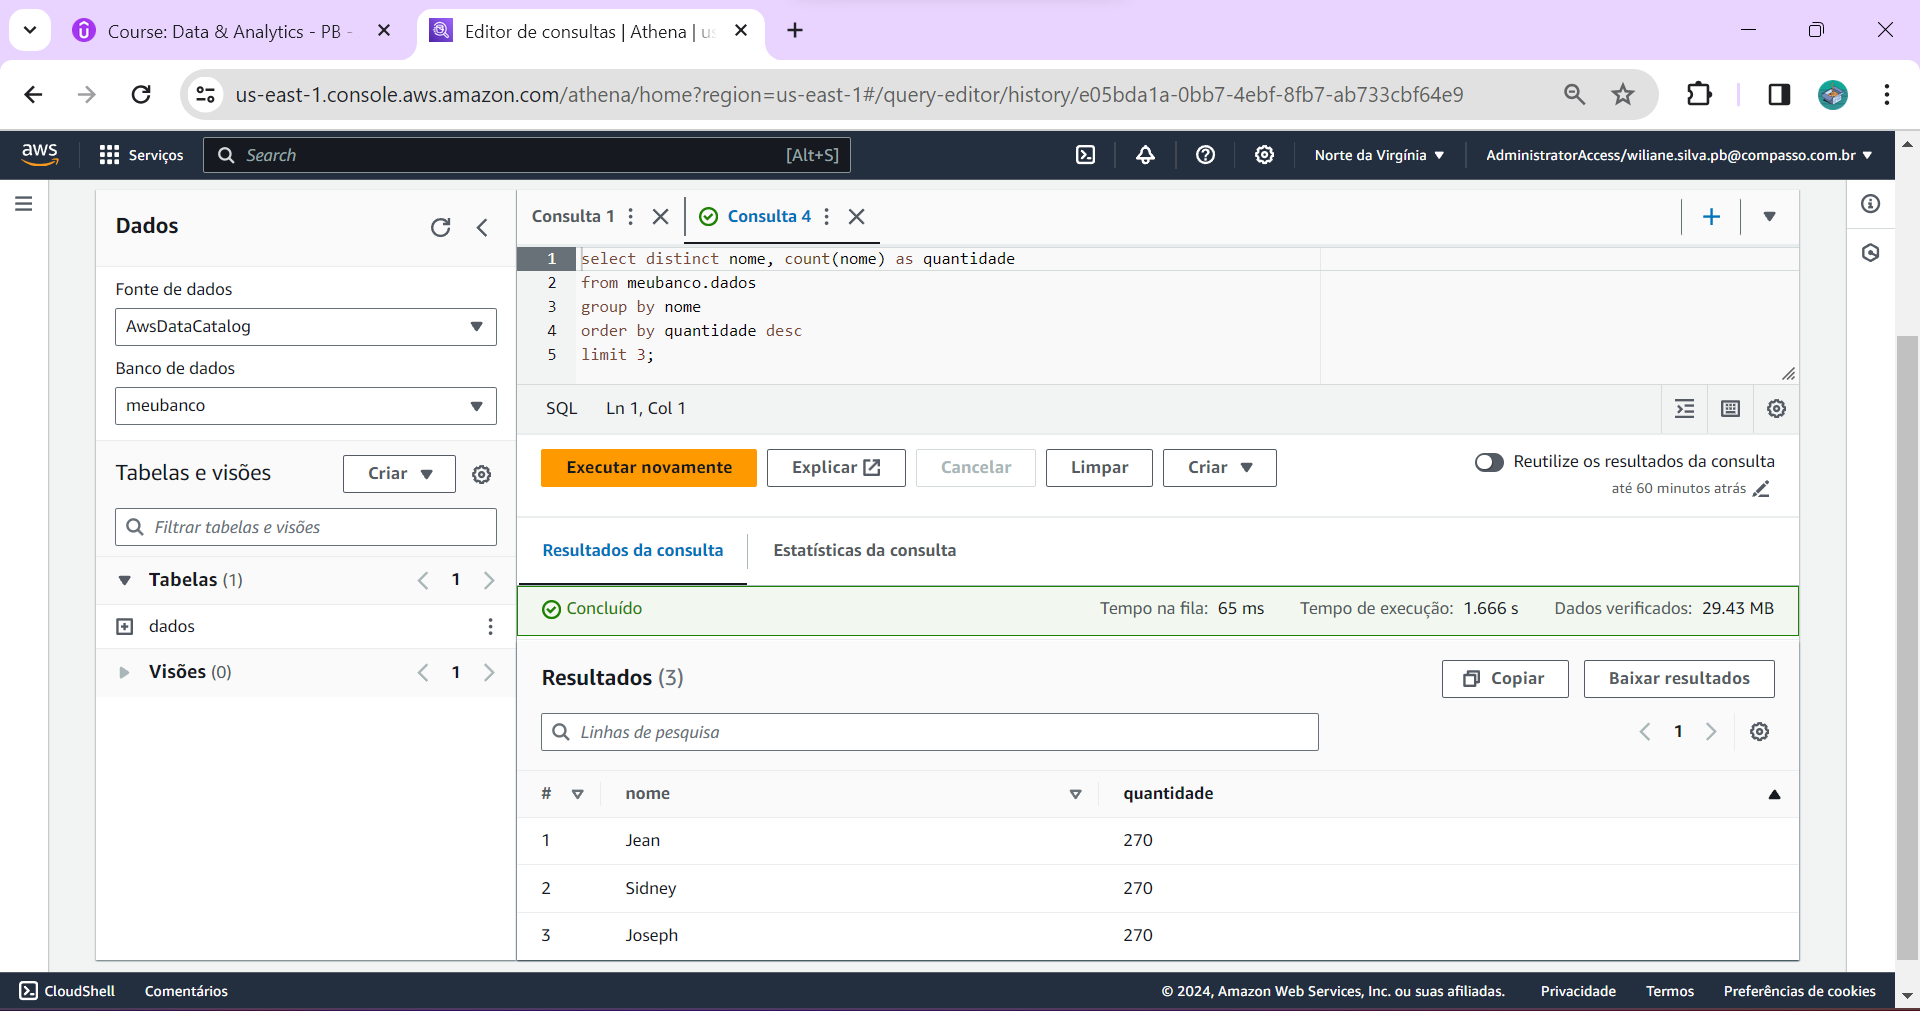 Course: Data & Analytics - PB -
Editor de consultas | Athena | us
us-east-1.console.aws.amazon.com/athena/home?region=us-east-1#/query-editor/history/e05bda1a-0bb7-4ebf-8fb7-ab733cbf64e9
aws
Serviços
Search
[Alt+S]
Norte da Virgínia
AdministratorAccess/wiliane.silva.pb@compasso.com.br
Dados
Fonte de dados
AwsDataCatalog
Banco de dados
meubanco
Tabelas e visões
Criar
Filtrar tabelas e visões
Tabelas (1)
1
dados
Visões (0)
1
Consulta 1
Consulta 4
1 select distinct nome, count(nome) as quantidade
2 from meubanco.dados
3 group by nome
4 order by quantidade desc
5 limit 3;
SQL Ln 1, Col 1
Executar novamente
Explicar
Cancelar
Limpar
Criar
Reutilize os resultados da consulta
até 60 minutos atrás
Resultados da consulta
Estatísticas da consulta
Concluído
Tempo na fila: 65 ms
Tempo de execução: 1.666 s
Dados verificados: 29.43 MB
Resultados (3)
Copiar
Baixar resultados
Linhas de pesquisa
1
# nome quantidade
1 Jean 270
2 Sidney 270
3 Joseph 270
CloudShell
Comentários
© 2024, Amazon Web Services, Inc. ou suas afiliadas.
Privacidade
Termos
Preferências de cookies